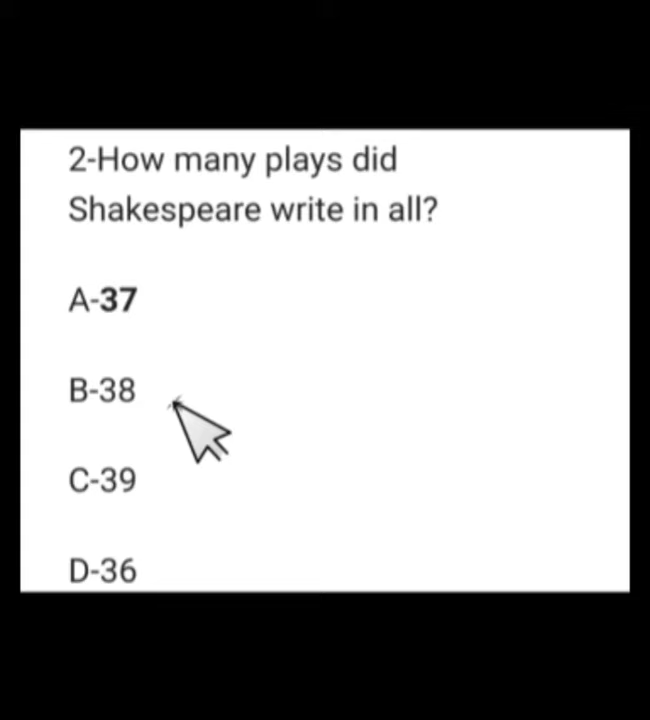 2-How many plays did
Shakespeare write in all?
A-37
B-38
C-39
D-36